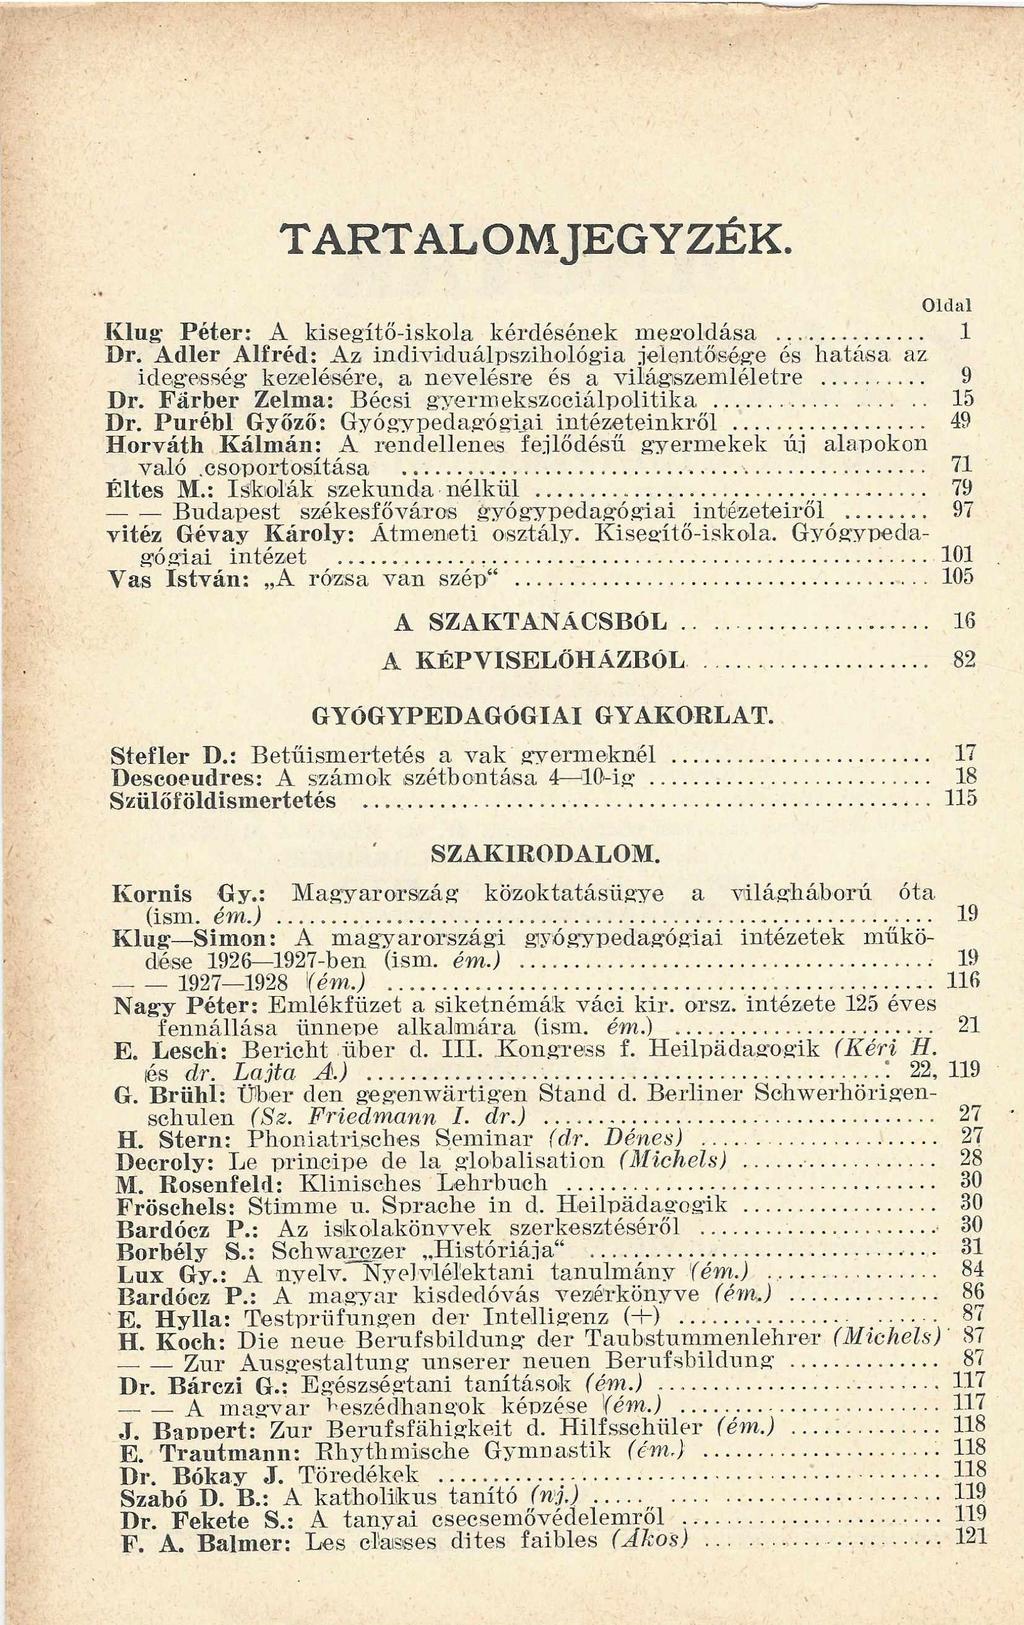 TARTALOMJEGYZÉK.
Oldal
Klug Péter: A kisegítő-iskola kérdésének megoldása .............. 1
Dr. Adler Alfréd: Az individuálpszihológia jelentősége és hatása az
idegesség kezelésére, a nevelésre és a világszemléletre .......... 9
Dr. Färber Zelma: Bécsi gyermekszociálpolitika .................... 15
Dr. Purébl Győző: Gyógypedagógiai intézeteinkről .................. 49
Horváth Kálmán: A rendellenes fejlődésű gyermekek új alapokon
való csoportosítása .................... 71
Éltes M.: Iskolák szekunda nélkül .................... 79
— — Budapest székesfőváros gyógypedagógiai intézeteiről ........ 97
vitéz Gévay Károly: Átmeneti osztály. Kisegítő-iskola. Gyógypeda-
gógiai intézet .................... 101
Vas István: „A rózsa van szép“ .................... 105
A SZAKTANÁCSBÓL .................... 16
A KÉPVISELŐHÁZBÓL .................... 82
GYÓGYPEDAGÓGIAI GYAKORLAT.
Stefler D.: Betűismertetés a vak gyermeknél .................... 17
Descoeudres: A számok szétbontása 4—10-ig .................... 18
Szülőföldismertetés .................... 115
SZAKIRODALOM.
Kornis Gy.: Magyarország közoktatásügye a világháború óta
(ism. ém.) .................... 19
Klug—Simon: A magyarországi gyógypedagógiai intézetek műkö-
dése 1926—1927-ben (ism. ém.) .................... 19
— — 1927—1928 (ém.) .................... 116
Nagy Péter: Emlékfüzet a siketnémák váci kir. orsz. intézete 125 éves
fennállása ünnepe alkalmára (ism. ém.) .................... 21
E. Lesch: Bericht über d. III. Kongress f. Heilpädagogik (Kéri H.
és dr. Lajta A.) .................... 22, 119
G. Brühl: Über den gegenwärtigen Stand d. Berliner Schwerhörigen-
schulen (Sz. Friedmann I. dr.) .................... 27
H. Stern: Phoniatrisches Seminar (dr. Dénes) .................... 27
Decroly: Le principe de la globalisation (Michels) .............. 28
M. Rosenfeld: Klinisches Lehrbuch .................... 30
Fröschels: Stimme u. Sprache in d. Heilpädagogik .................. 30
Bardócz P.: Az iskolakönyvek szerkesztéséről .................... 30
Borbély S.: Schwarczer „Históriája“ .................... 31
Lux Gy.: A nyelv. Nyelvlélektani tanulmány (ém.) ................ 84
Bardócz P.: A magyar kisdedóvás vezérkönyve (ém.) .............. 86
E. Hylla: Testprüfungen der Intelligenz (+) .................... 87
H. Koch: Die neue Berufsbildung der Taubstummenlehrer (Michels) 87
— — Zur Ausgestaltung unserer neuen Berufsbildung .............. 87
Dr. Bárczi G.: Egészségtani tanítások (ém.) .................... 117
— — A magyar beszédhangok képzése (ém.) .................... 117
J. Bappert: Zur Berufsfähigkeit d. Hilfsschüler (ém.) .............. 118
E. Trautmann: Rhythmische Gymnastik (ém.) .................... 118
Dr. Bókay J. Töredékek .................... 118
Szabó D. B.: A katholikus tanító (nj.) .................... 119
Dr. Fekete S.: A tanyai csecsemővédelemről .................... 119
F. A. Balmer: Les classes dites faibles (Ákos) .................... 121